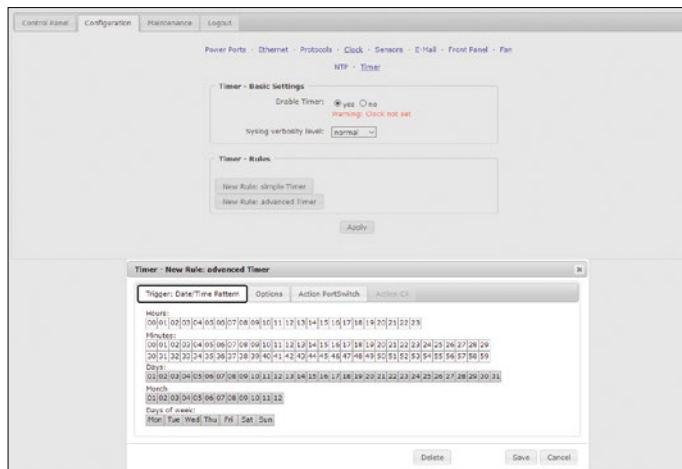 Control Panel Configuration Maintenance Logout
Power Ports · Ethernet · Protocols · Clock · Sensors · E-Mail · Front Panel · Fan
NTP · Timer
Timer - Basic Settings
Enable Timer: yes no
Warning: Clock not set
Syslog verbosity level: normal
Timer - Rules
New Rule: simple Timer
New Rule: advanced Timer
Apply
Timer - New Rule: advanced Timer
Trigger: Date/Time Pattern Options Action PortSwitch Action Cli
Hours:
00 01 02 03 04 05 06 07 08 09 10 11 12 13 14 15 16 17 18 19 20 21 22 23
Minutes:
00 01 02 03 04 05 06 07 08 09 10 11 12 13 14 15 16 17 18 19 20 21 22 23 24 25 26 27 28 29
30 31 32 33 34 35 36 37 38 39 40 41 42 43 44 45 46 47 48 49 50 51 52 53 54 55 56 57 58 59
Days:
01 02 03 04 05 06 07 08 09 10 11 12 13 14 15 16 17 18 19 20 21 22 23 24 25 26 27 28 29 30 31
Month
01 02 03 04 05 06 07 08 09 10 11 12
Days of week:
Mon Tue Wed Thu Fri Sat Sun
Delete Save Cancel